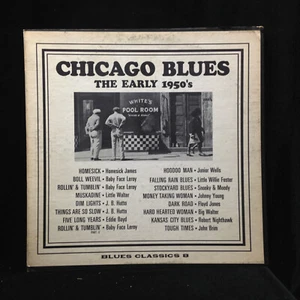 CHICAGO BLUES
THE EARLY 1950's
WHITE'S
POOL ROOM
HOMESICK • Homesick James
BOLL WEEVIL • Baby Face Leroy
ROLLIN' & TUMBLIN' • Baby Face Leroy
MUSKADINE • Little Walter
DIM LIGHTS • J. B. Hutto
THINGS ARE SO SLOW • J. B. Hutto
FIVE LONG YEARS • Eddie Boyd
ROLLIN' & TUMBLIN' • Baby Face Leroy
PART 2
HOODOO MAN • Junior Wells
FALLING RAIN BLUES • Little Willie Foster
STOCKYARD BLUES • Snooky & Moody
MONEY TAKING WOMAN • Johnny Young
DARK ROAD • Floyd Jones
HARD HEARTED WOMAN • Big Walter
KANSAS CITY BLUES • Robert Nighthawk
TOUGH TIMES • John Bren
BLUES CLASSICS 8